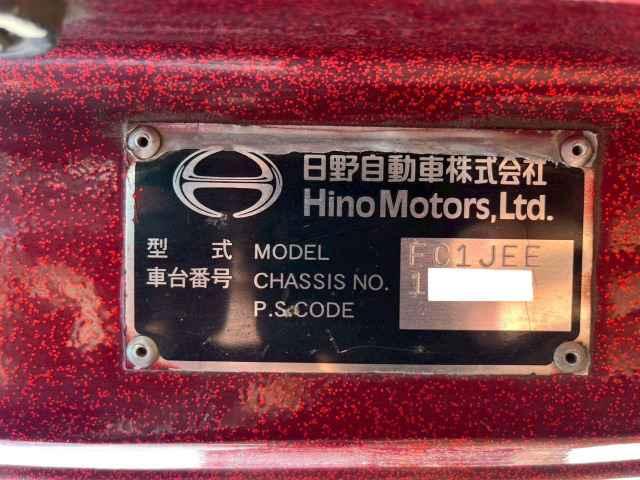 日野自動車株式会社
Hino Motors, Ltd.
型 式 MODEL FC1JEE
車台番号 CHASSIS NO. 1
P.S.CODE